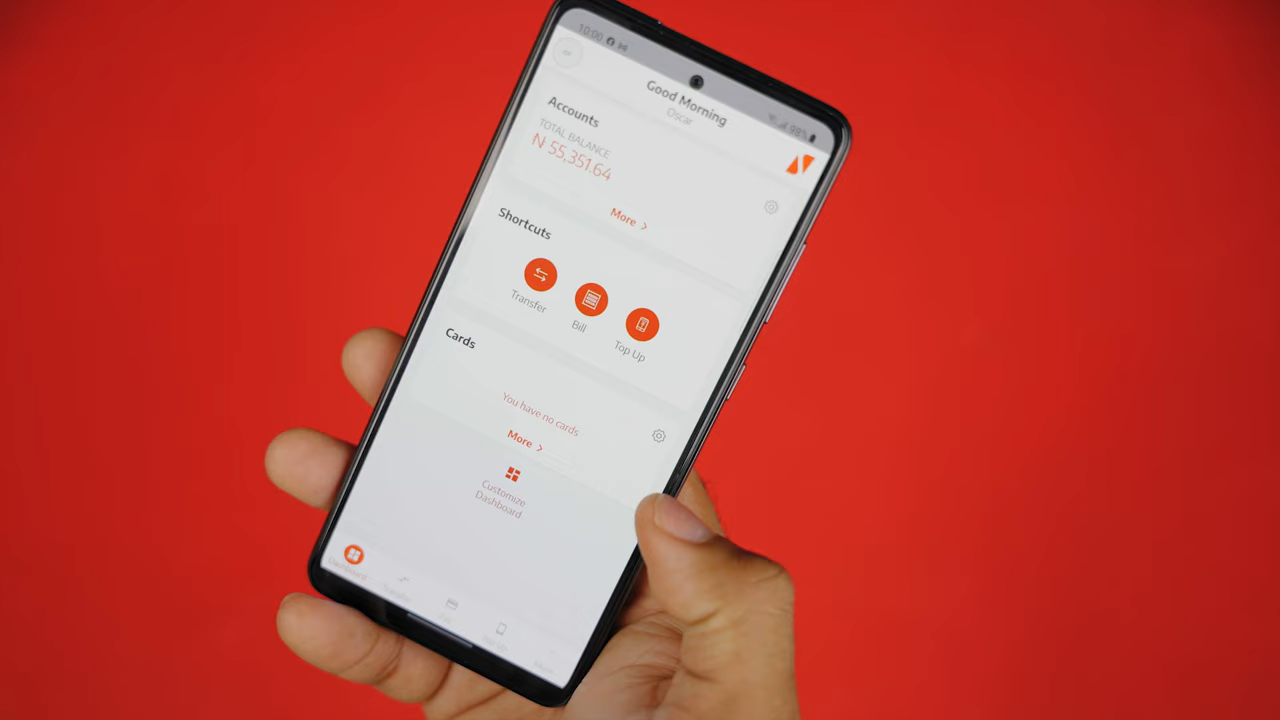 10:00
98%
Good Morning
Oscar
Accounts
TOTAL BALANCE
₦ 55,351.64
More >
Shortcuts
Transfer
Bill
Top Up
Cards
You have no cards
More >
Customize
Dashboard
Dashboard